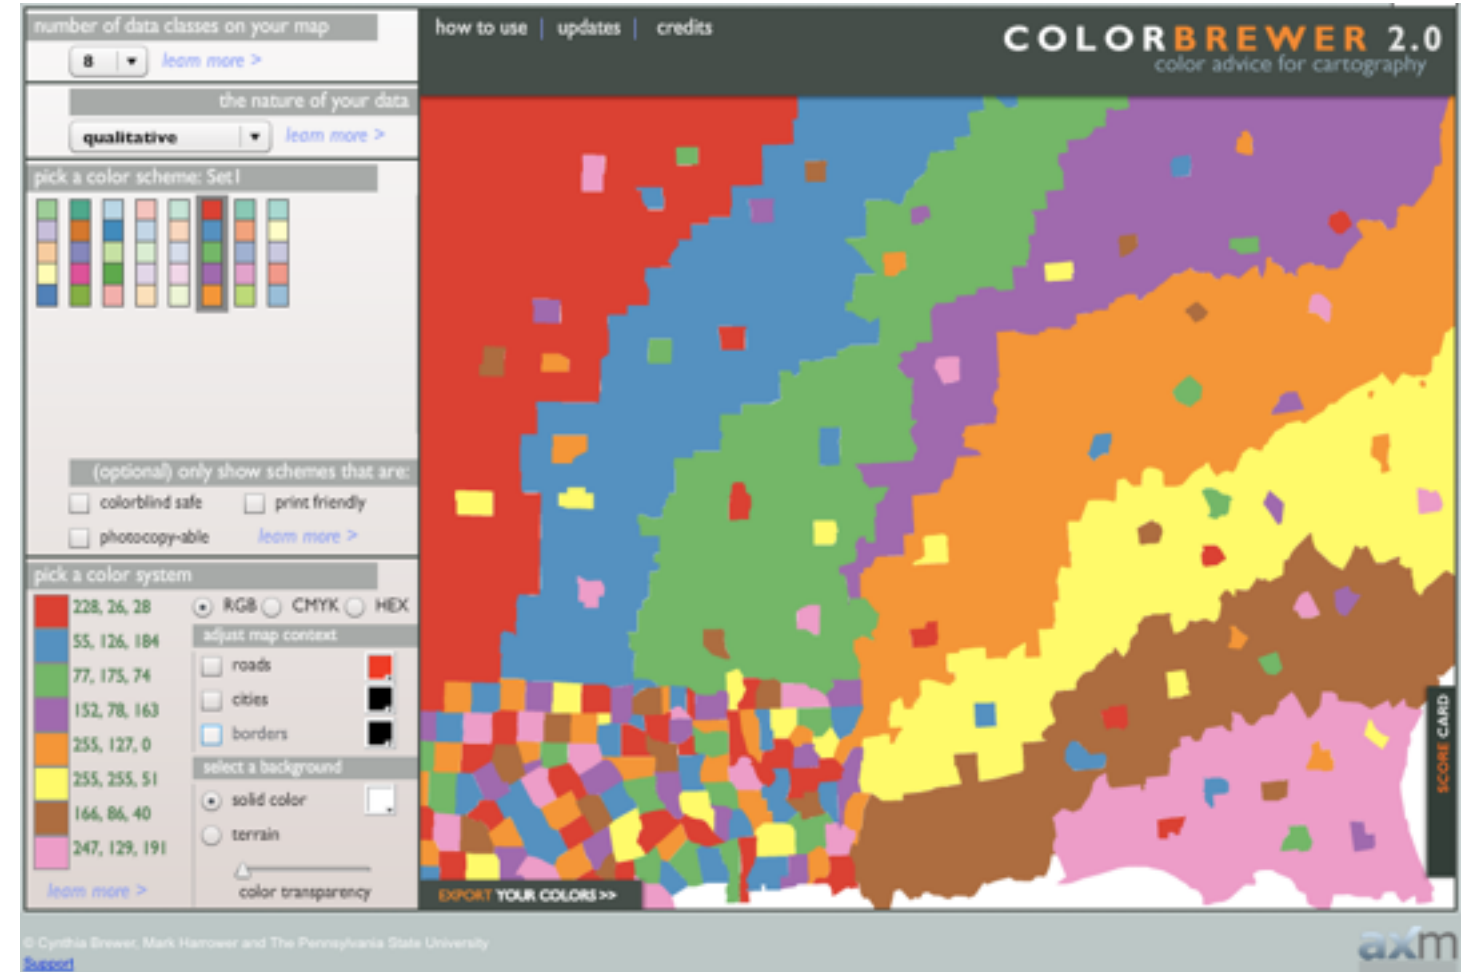 number of data classes on your map
8
learn more >
the nature of your data
qualitative
learn more >
pick a color scheme: Set1
(optional) only show schemes that are:
colorblind safe
print friendly
photocopy-able
learn more >
pick a color system
228, 26, 28
55, 126, 184
77, 175, 74
152, 78, 163
255, 127, 0
255, 255, 51
166, 86, 40
247, 129, 191
learn more >
RGB CMYK HEX
adjust map context
roads
cities
borders
select a background
solid color
terrain
color transparency
how to use | updates | credits
COLORBREWER 2.0
color advice for cartography
SCORE CARD
EXPORT YOUR COLORS >>
© Cynthia Brewer, Mark Harrower and The Pennsylvania State University
Support
axm